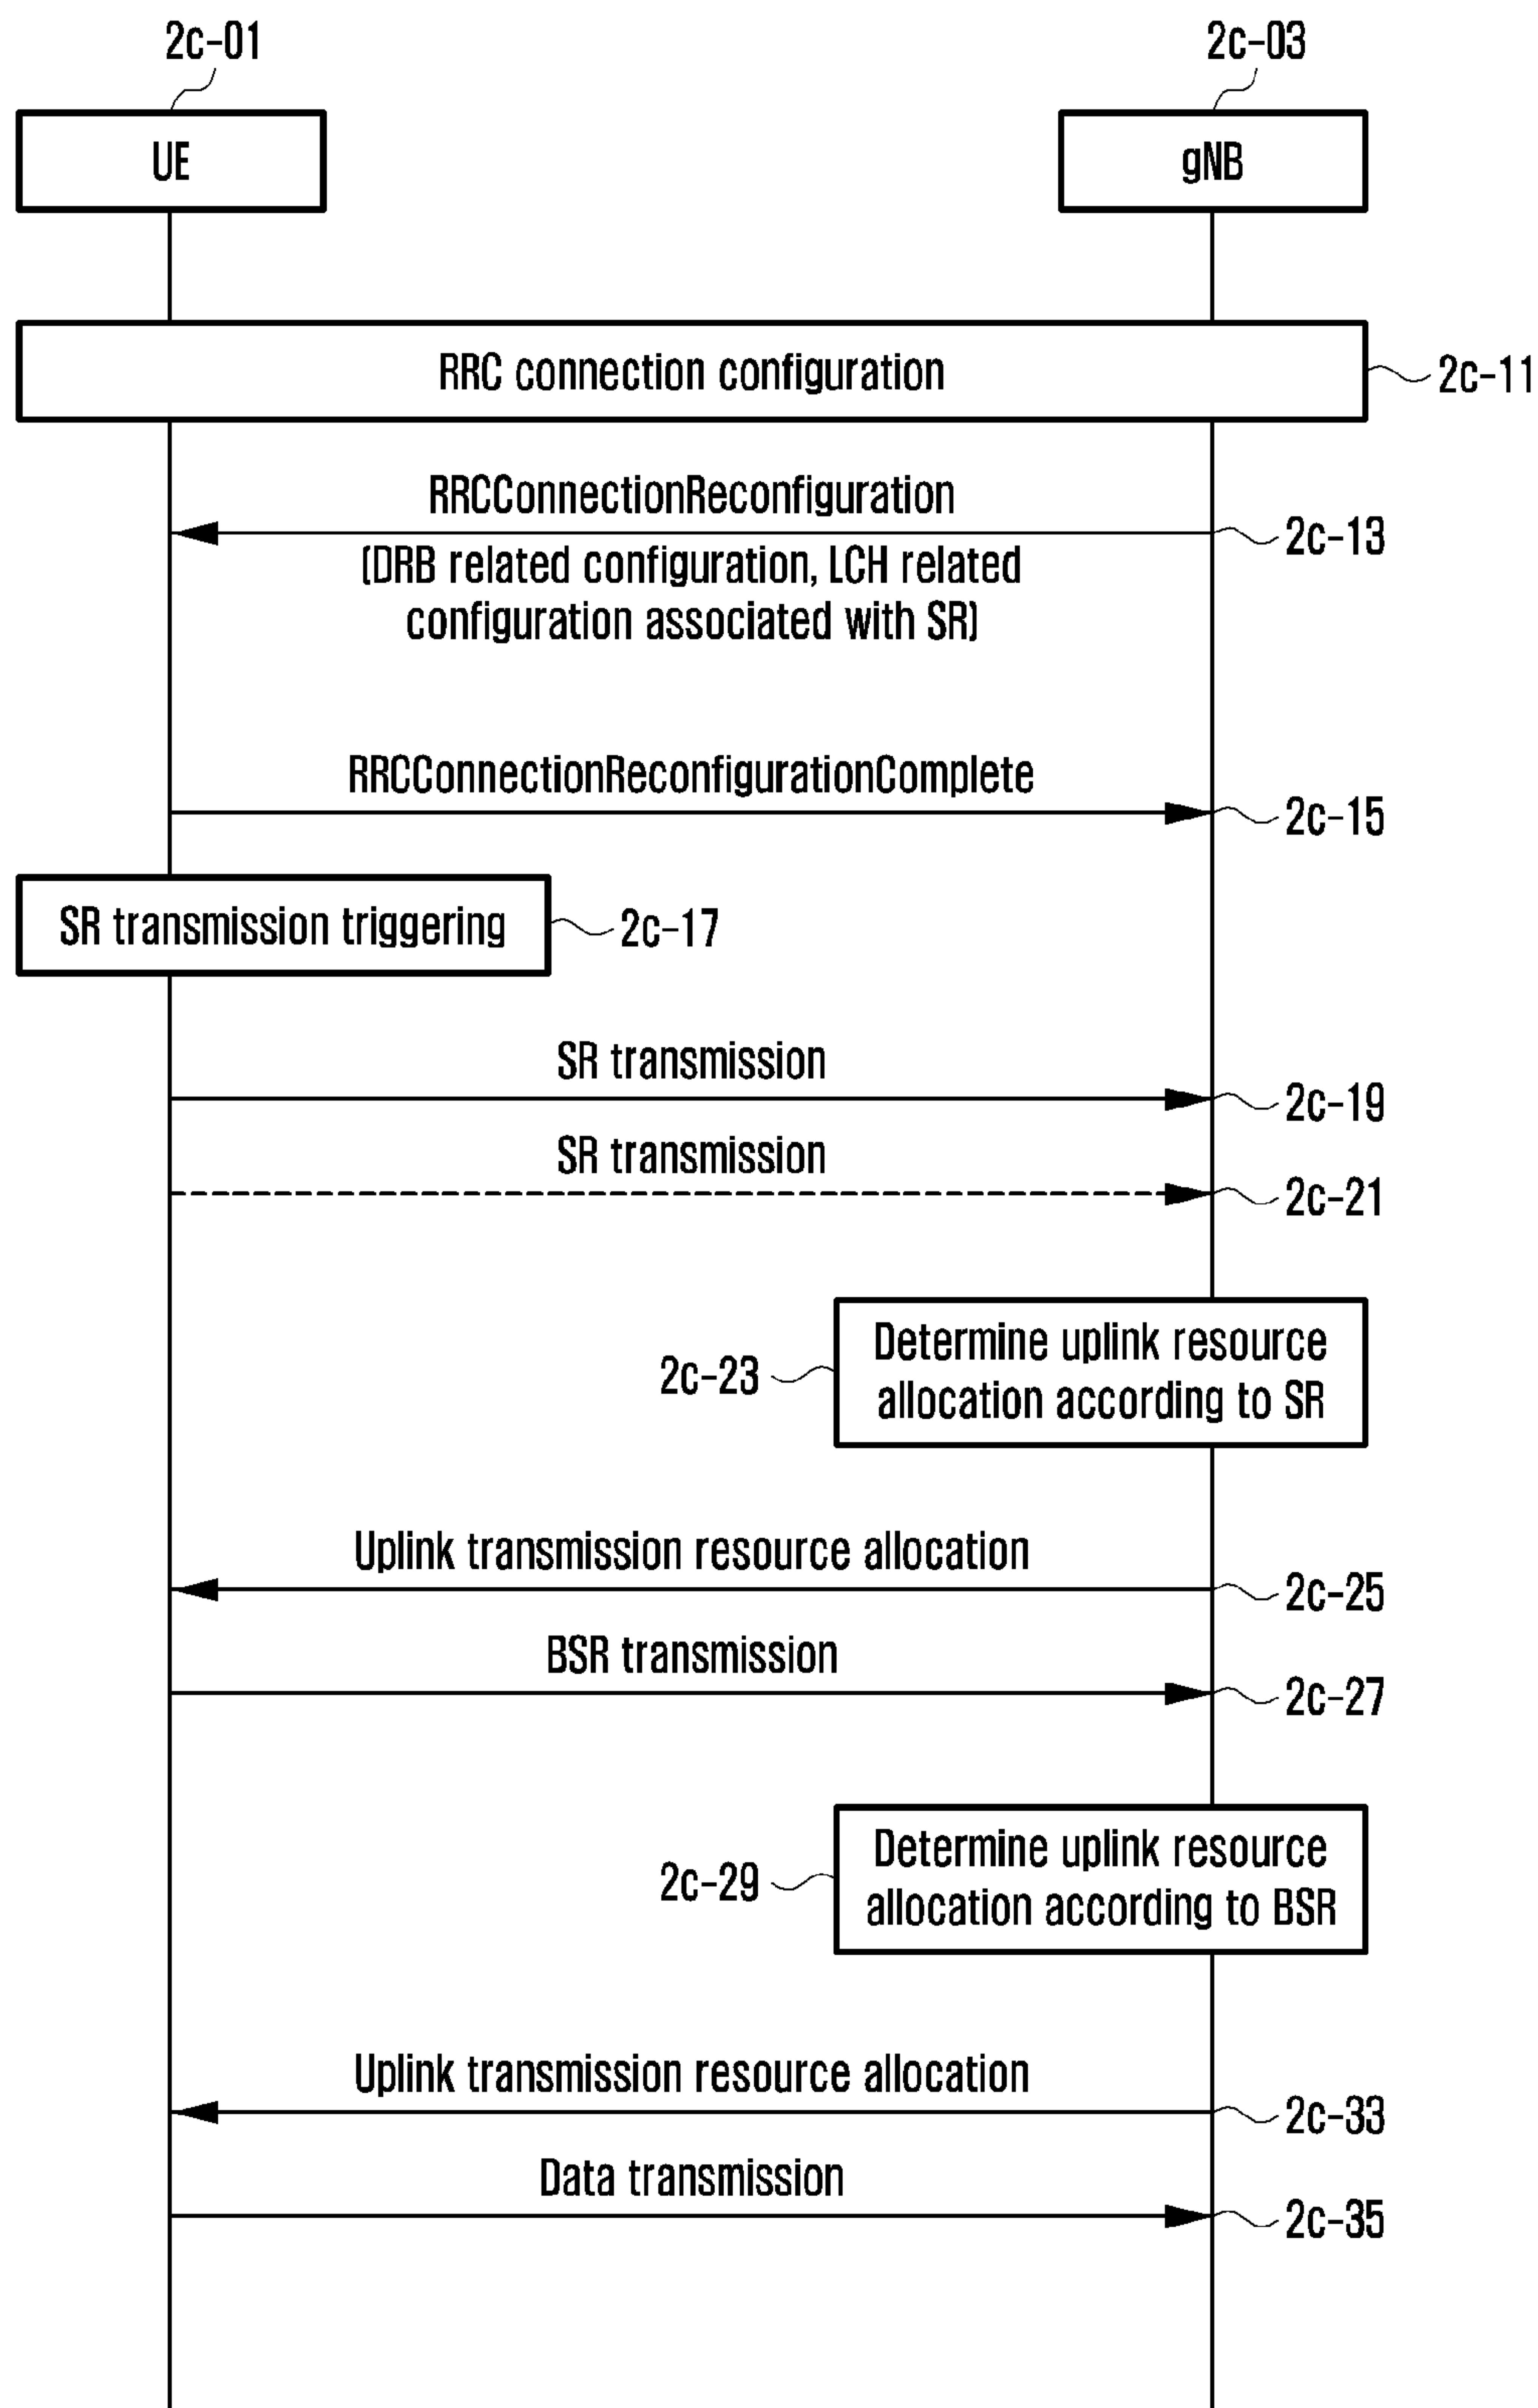 2c-01
2c-03
UE
gNB
RRC connection configuration
2c-11
RRCConnectionReconfiguration
2c-13
(DRB related configuration, LCH related
configuration associated with SR)
RRCConnectionReconfigurationComplete
2c-15
SR transmission triggering
2c-17
SR transmission
2c-19
SR transmission
2c-21
Determine uplink resource
allocation according to SR
2c-23
Uplink transmission resource allocation
2c-25
BSR transmission
2c-27
Determine uplink resource
allocation according to BSR
2c-29
Uplink transmission resource allocation
2c-33
Data transmission
2c-35